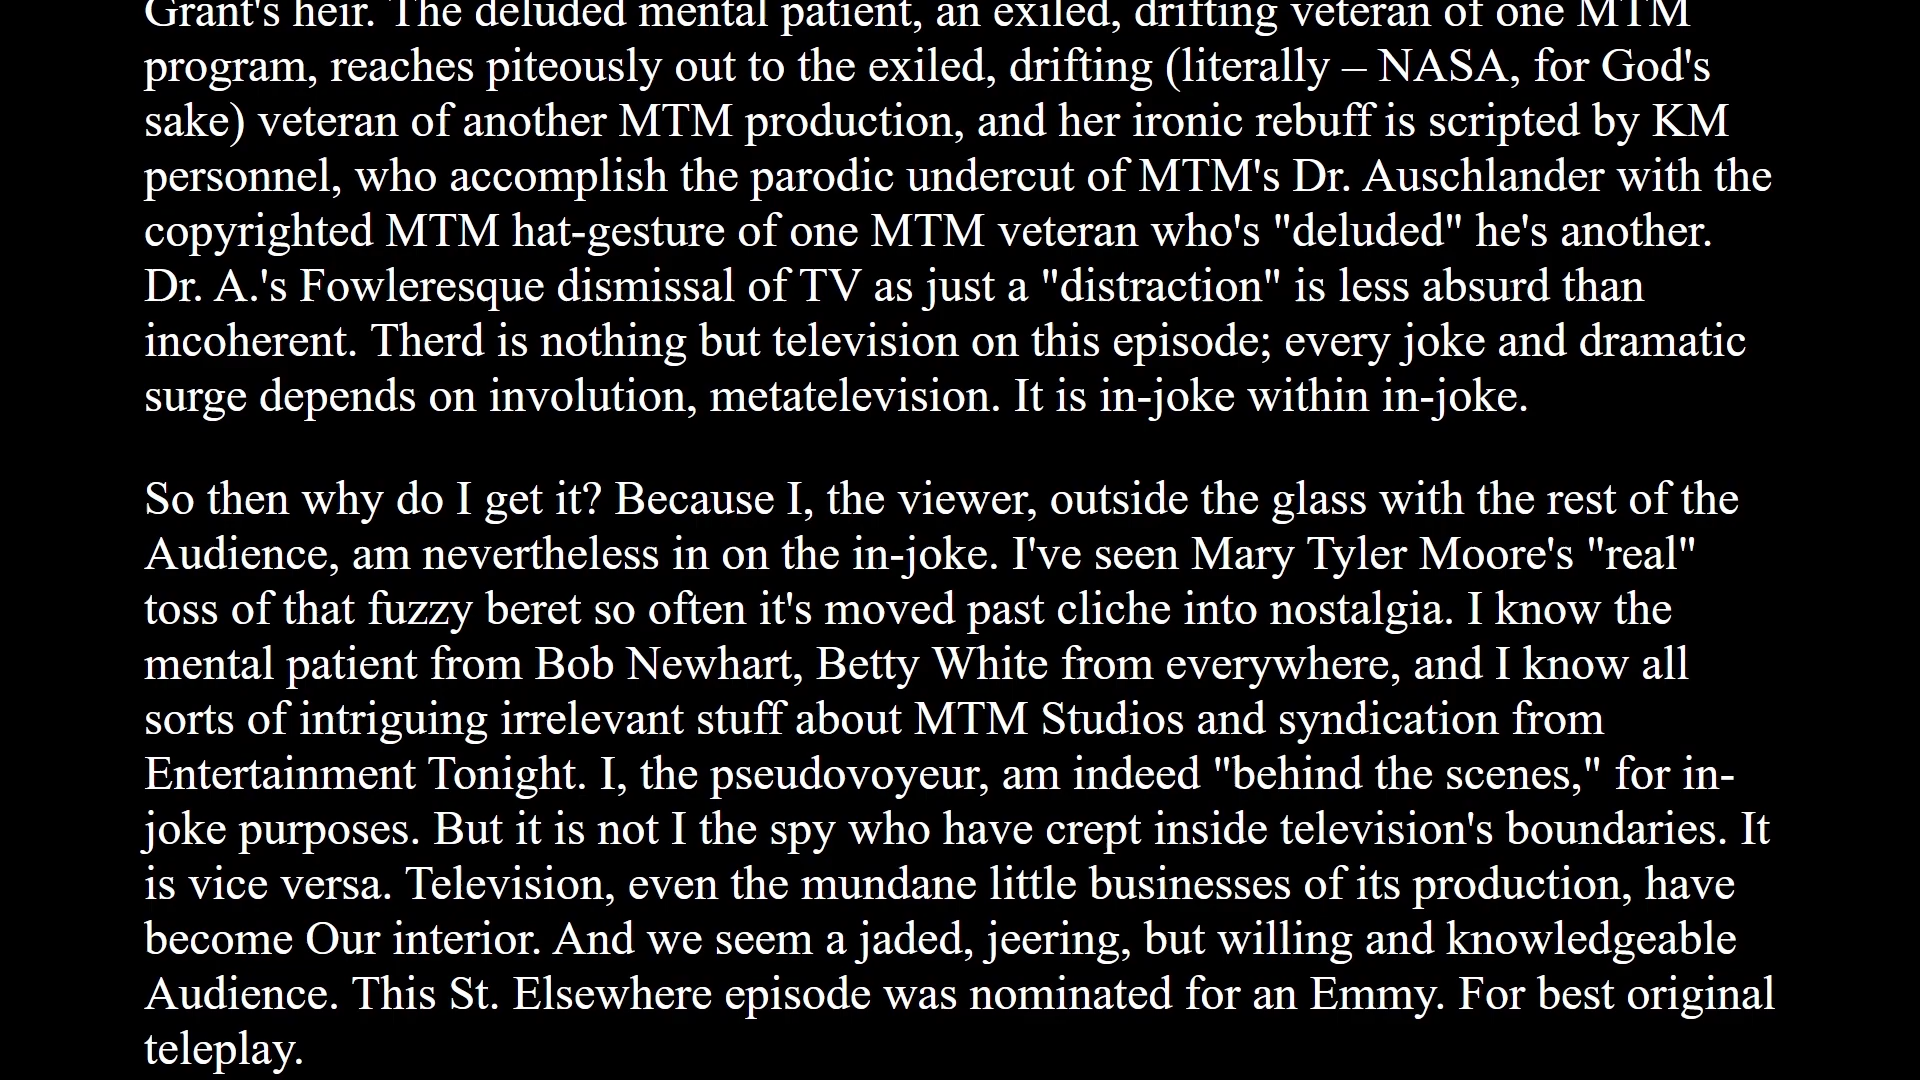 Grant's heir. The deluded mental patient, an exiled, drifting veteran of one MTM
program, reaches piteously out to the exiled, drifting (literally – NASA, for God's
sake) veteran of another MTM production, and her ironic rebuff is scripted by KM
personnel, who accomplish the parodic undercut of MTM's Dr. Auschlander with the
copyrighted MTM hat-gesture of one MTM veteran who's "deluded" he's another.
Dr. A.'s Fowleresque dismissal of TV as just a "distraction" is less absurd than
incoherent. Therd is nothing but television on this episode; every joke and dramatic
surge depends on involution, metatelevision. It is in-joke within in-joke.
So then why do I get it? Because I, the viewer, outside the glass with the rest of the
Audience, am nevertheless in on the in-joke. I've seen Mary Tyler Moore's "real"
toss of that fuzzy beret so often it's moved past cliche into nostalgia. I know the
mental patient from Bob Newhart, Betty White from everywhere, and I know all
sorts of intriguing irrelevant stuff about MTM Studios and syndication from
Entertainment Tonight. I, the pseudovoyeur, am indeed "behind the scenes," for in-
joke purposes. But it is not I the spy who have crept inside television's boundaries. It
is vice versa. Television, even the mundane little businesses of its production, have
become Our interior. And we seem a jaded, jeering, but willing and knowledgeable
Audience. This St. Elsewhere episode was nominated for an Emmy. For best original
teleplay.